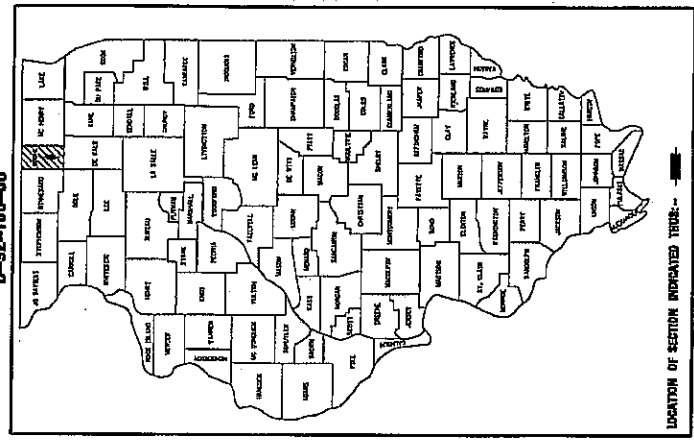 JO DAVIESS
STEPHENSON
WINNEBAGO
MC HENRY
LAKE
CARROLL
OGLE
DE KALB
KANE
DU PAGE
COOK
WHITESIDE
LEE
KENDALL
WILL
ROCK ISLAND
HENRY
BUREAU
LA SALLE
GRUNDY
KANKAKEE
MERCER
STARK
PUTNAM
MARSHALL
LIVINGSTON
IROQUOIS
HENDERSON
WARREN
KNOX
PEORIA
WOODFORD
FORD
HANCOCK
MC DONOUGH
FULTON
TAZEWELL
MC LEAN
VERMILION
SCHUYLER
MASON
LOGAN
DE WITT
PIATT
CHAMPAIGN
ADAMS
BROWN
CASS
MENARD
MACON
DOUGLAS
EDGAR
PIKE
SCOTT
MORGAN
SANGAMON
CHRISTIAN
MOULTRIE
COLES
SHELBY
CLARK
CUMBERLAND
CALHOUN
GREENE
JERSEY
MACOUPIN
MONTGOMERY
FAYETTE
EFFINGHAM
JASPER
CRAWFORD
MADISON
BOND
CLAY
RICHLAND
LAWRENCE
ST. CLAIR
CLINTON
MARION
WAYNE
EDWARDS
WABASH
MONROE
WASHINGTON
JEFFERSON
RANDOLPH
PERRY
FRANKLIN
HAMILTON
WHITE
JACKSON
WILLIAMSON
SALINE
GALLATIN
UNION
JOHNSON
POPE
HARDIN
ALEXANDER
PULASKI
MASSAC
LOCATION OF SECTION INDICATED THUS:-